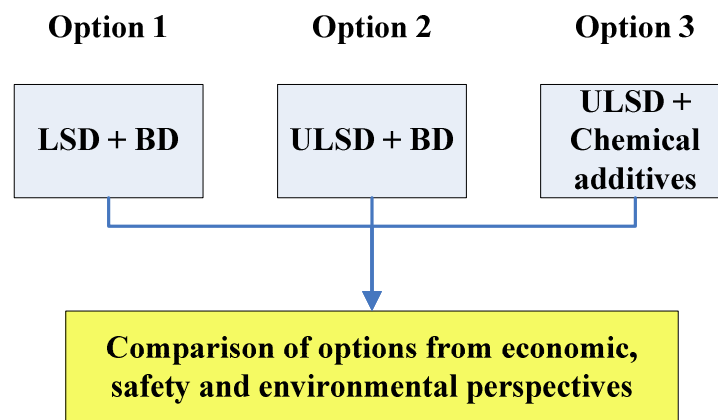 Option 1
Option 2
Option 3
LSD + BD
ULSD + BD
ULSD +
Chemical
additives
Comparison of options from economic,
safety and environmental perspectives